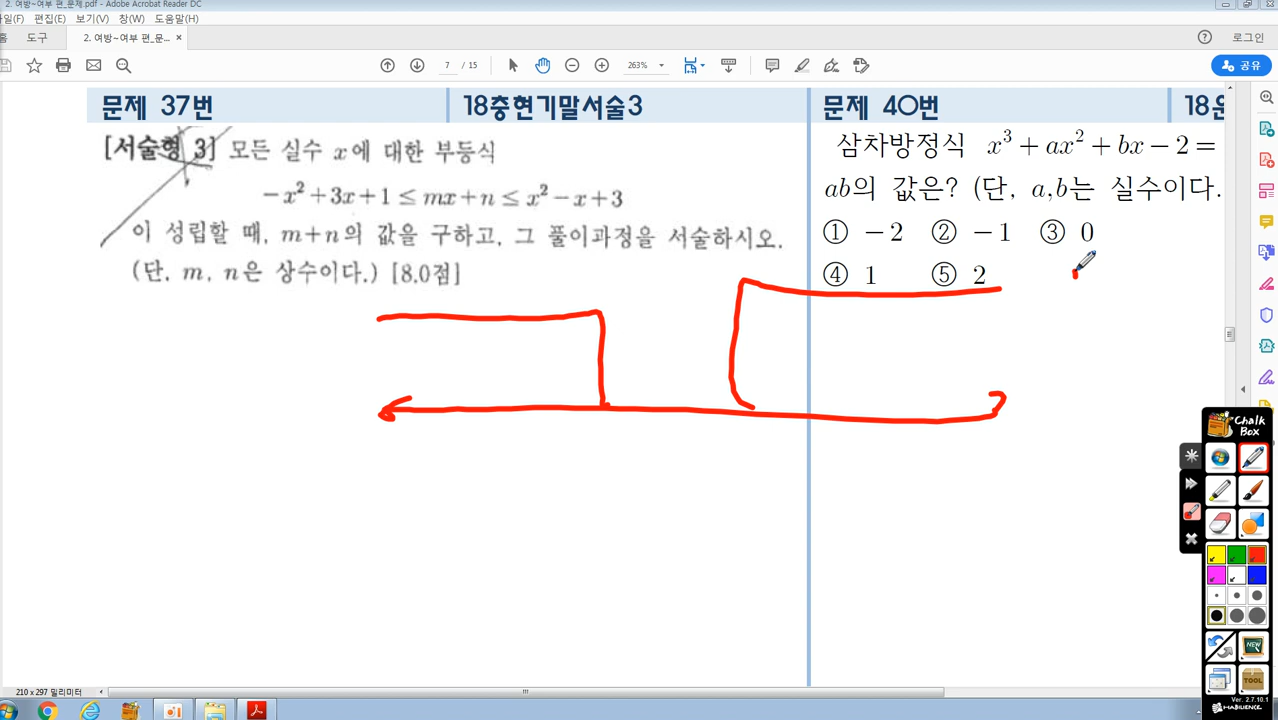 2. 여방~여부 편_문제.pdf - Adobe Acrobat Reader DC
편집(E) 보기(V) 창(W) 도움말(H)
도구
2. 여방~여부 편_문... ×
로그인
7 / 15
263%
공유
문제 37번
18충현기말서술3
[서술형 3] 모든 실수 x에 대한 부등식
-x² + 3x + 1 ≤ mx + n ≤ x² - x + 3
이 성립할 때, m+n의 값을 구하고, 그 풀이과정을 서술하시오.
(단, m, n은 상수이다.) [8.0점]
문제 40번
삼차방정식 x³ + ax² + bx - 2 =
ab의 값은? (단, a, b는 실수이다.
① -2 ② -1 ③ 0
④ 1 ⑤ 2
Chalk
Box
NEW
TOOL
Ver. 2.7.10.1
210 x 297 밀리미터